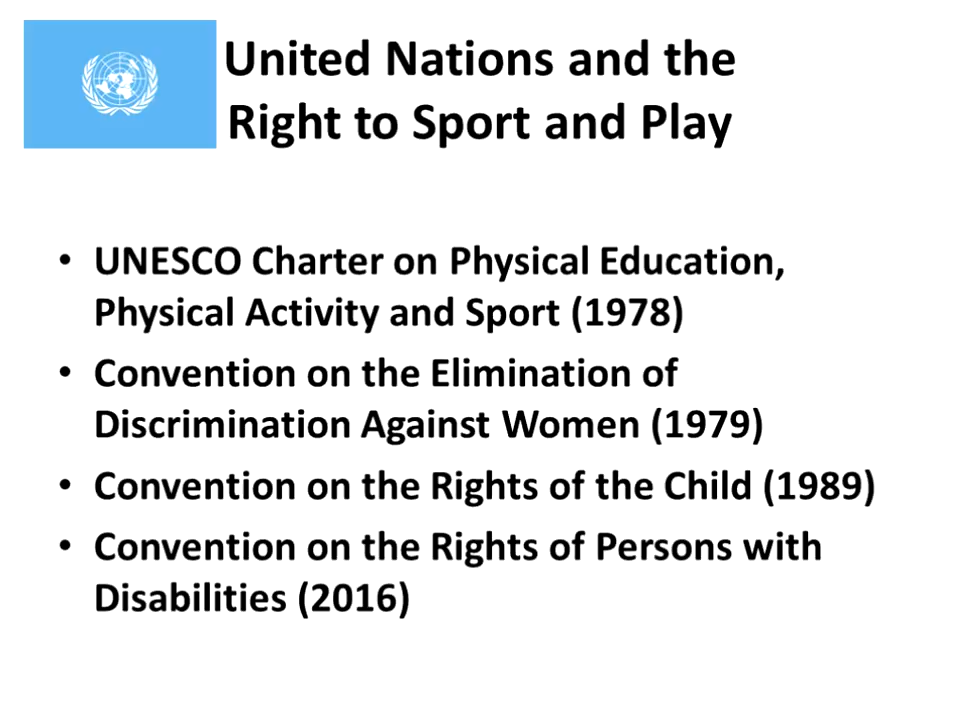 United Nations and the
Right to Sport and Play
• UNESCO Charter on Physical Education,
Physical Activity and Sport (1978)
• Convention on the Elimination of
Discrimination Against Women (1979)
• Convention on the Rights of the Child (1989)
• Convention on the Rights of Persons with
Disabilities (2016)